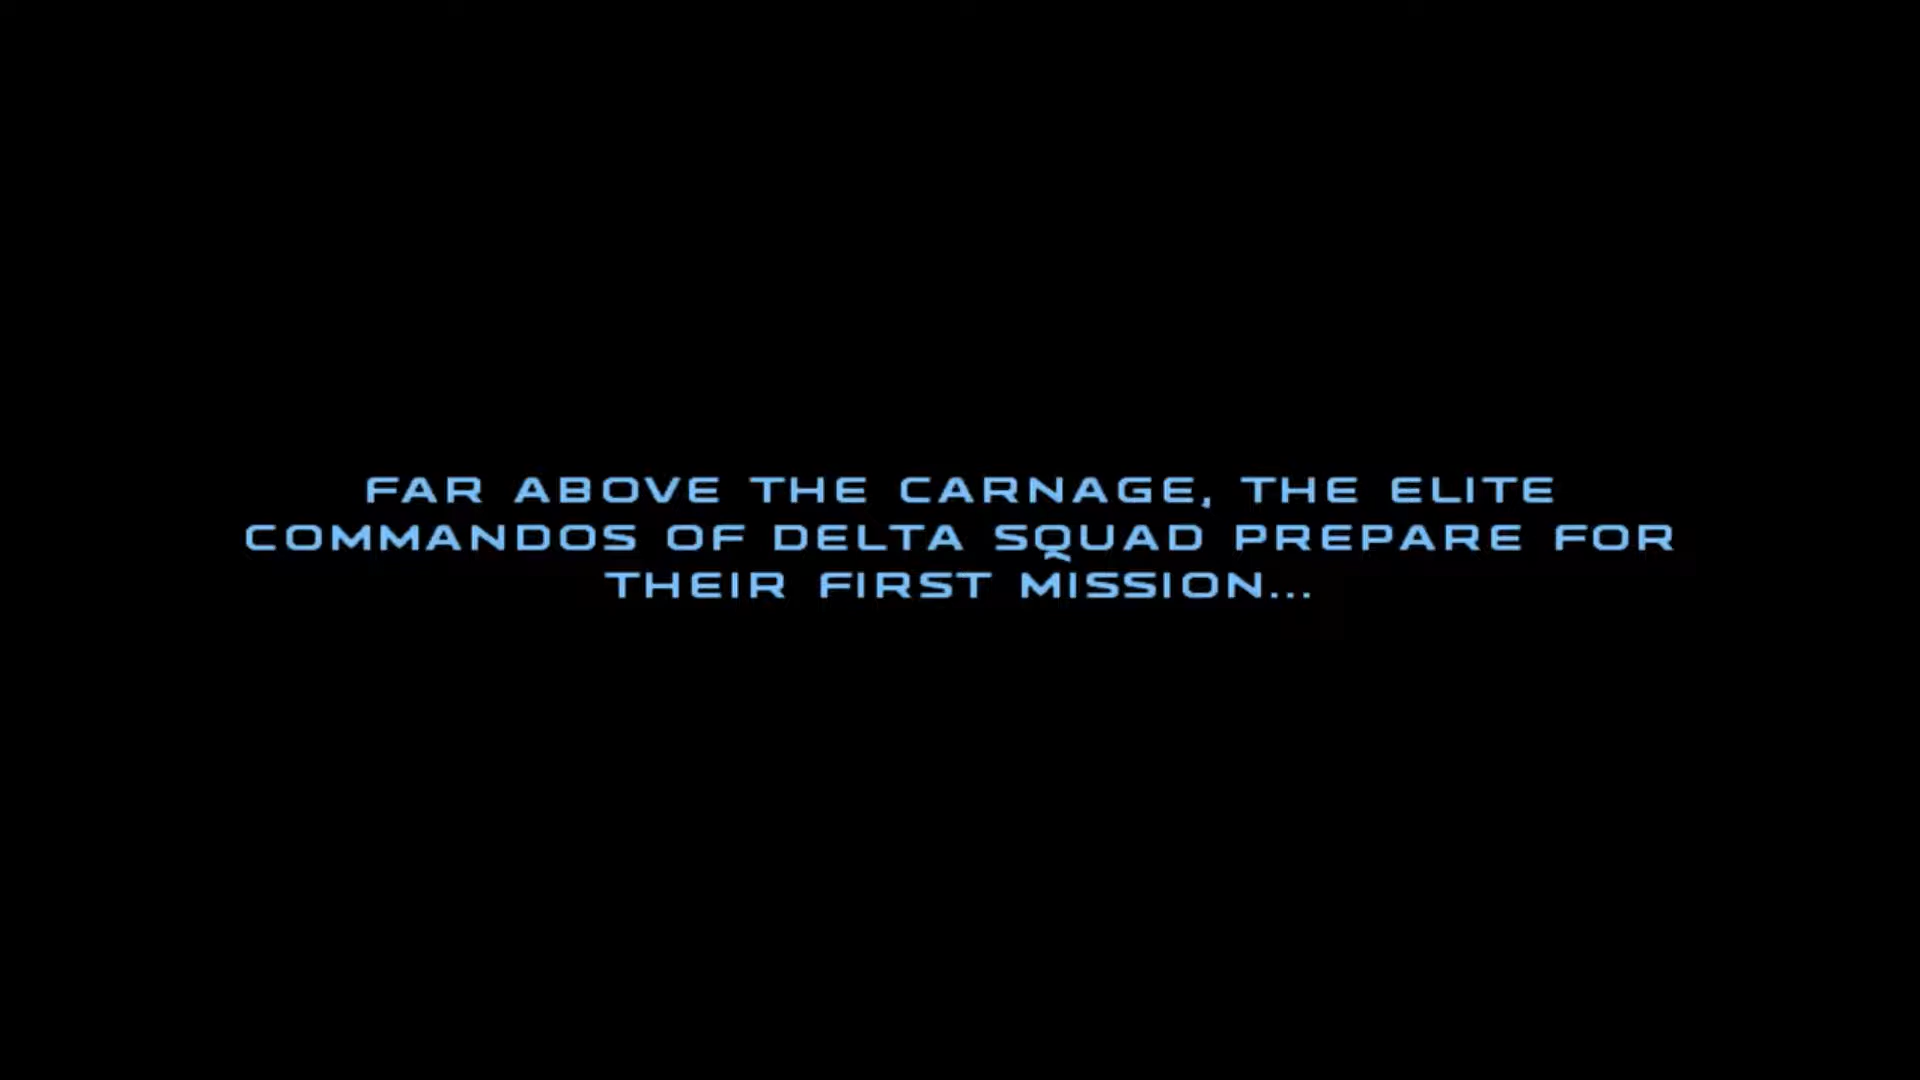 FAR ABOVE THE CARNAGE, THE ELITE
COMMANDOS OF DELTA SQUAD PREPARE FOR
THEIR FIRST MISSION...